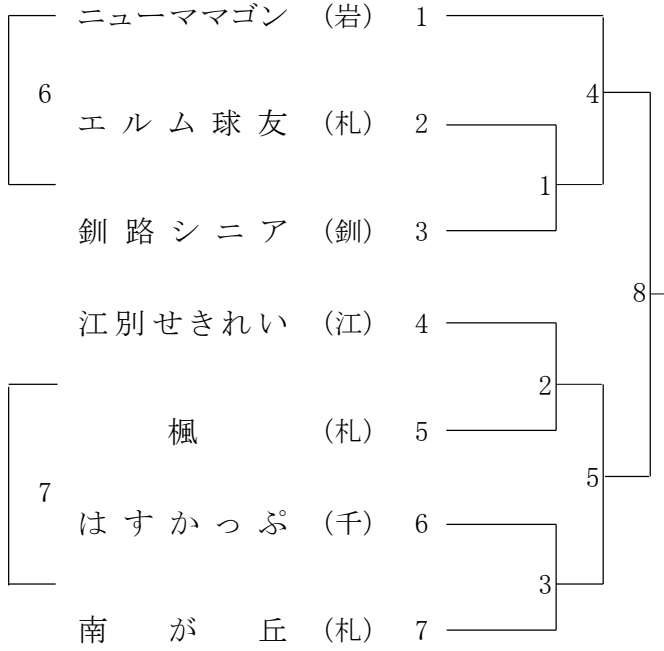 ニューママゴン (岩) 1
6
4
エルム球友 (札) 2
1
釧路シニア (釧) 3
8
江別せきれい (江) 4
2
楓 (札) 5
5
7
はすかっぷ (千) 6
3
南が丘 (札) 7